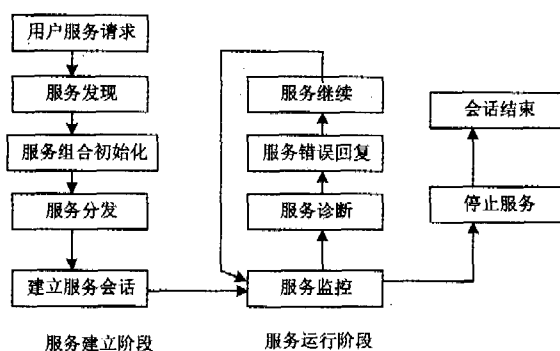 用户服务请求
服务发现
服务组合初始化
服务分发
建立服务会话
服务建立阶段
服务继续
服务错误回复
服务诊断
服务监控
服务运行阶段
会话结束
停止服务